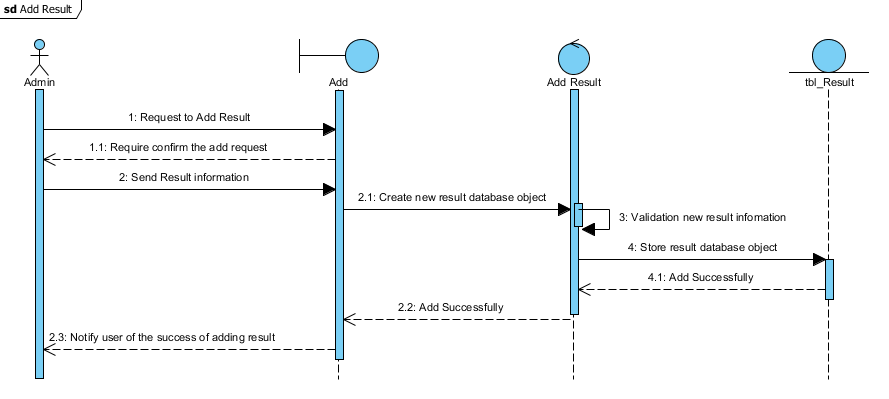 sd Add Result
Admin
Add
Add Result
tbl_Result
1: Request to Add Result
1.1: Require confirm the add request
2: Send Result information
2.1: Create new result database object
3: Validation new result infomation
4: Store result database object
4.1: Add Successfully
2.2: Add Successfully
2.3: Notify user of the success of adding result